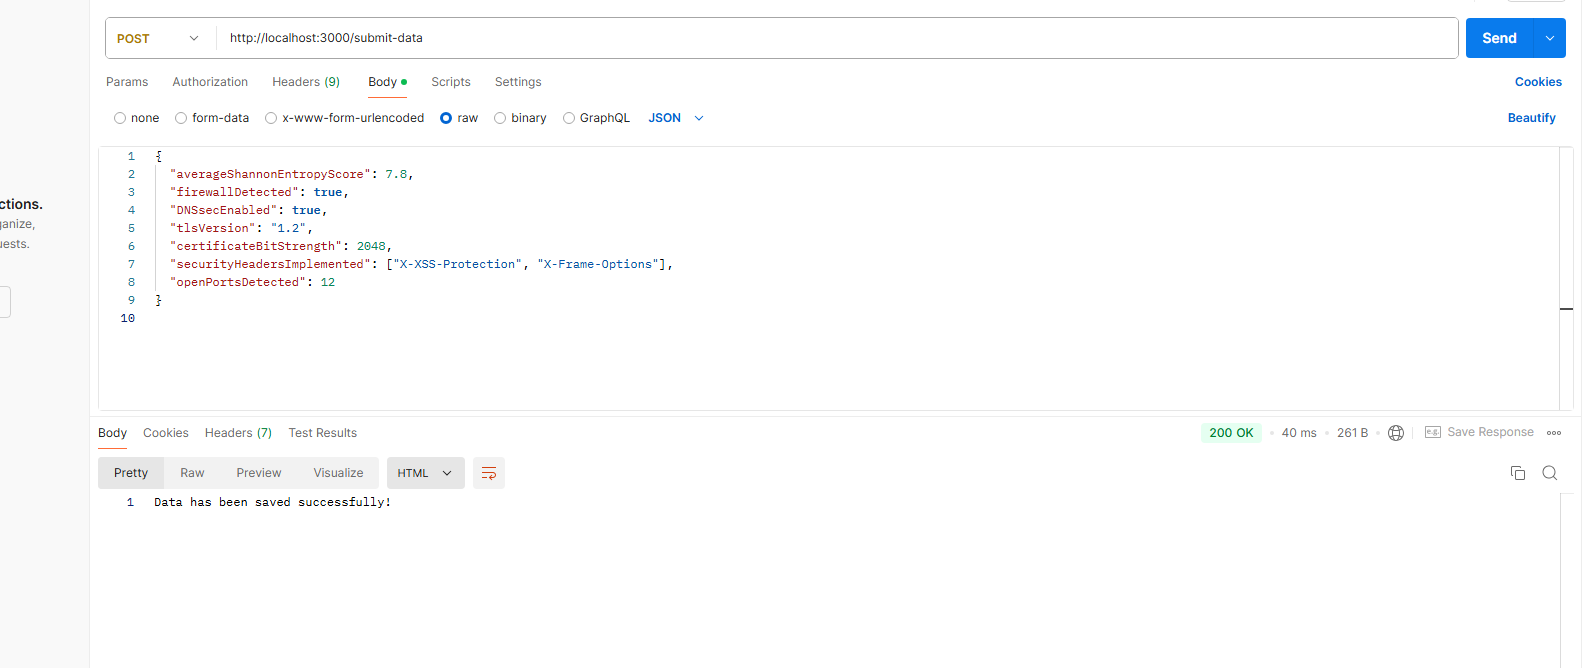 POST http://localhost:3000/submit-data Send
Params Authorization Headers (9) Body Scripts Settings Cookies
none form-data x-www-form-urlencoded raw binary GraphQL JSON Beautify
1 {
2 "averageShannonEntropyScore": 7.8,
3 "firewallDetected": true,
4 "DNSsecEnabled": true,
5 "tlsVersion": "1.2",
6 "certificateBitStrength": 2048,
7 "securityHeadersImplemented": ["X-XSS-Protection", "X-Frame-Options"],
8 "openPortsDetected": 12
9 }
10
ctions.
ganize,
uests.
Body Cookies Headers (7) Test Results 200 OK 40 ms 261 B e.g. Save Response
Pretty Raw Preview Visualize HTML
1 Data has been saved successfully!